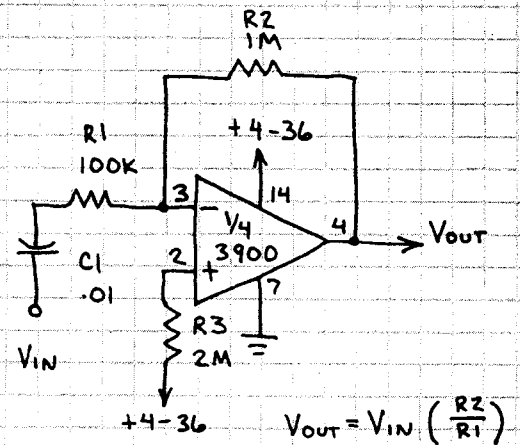 R2
1M
+4-36
R1
100K
3
14
-
1/4
3900
4
VOUT
2
+
7
C1
.01
R3
2M
VIN
+4-36
VOUT = VIN (R2/R1)